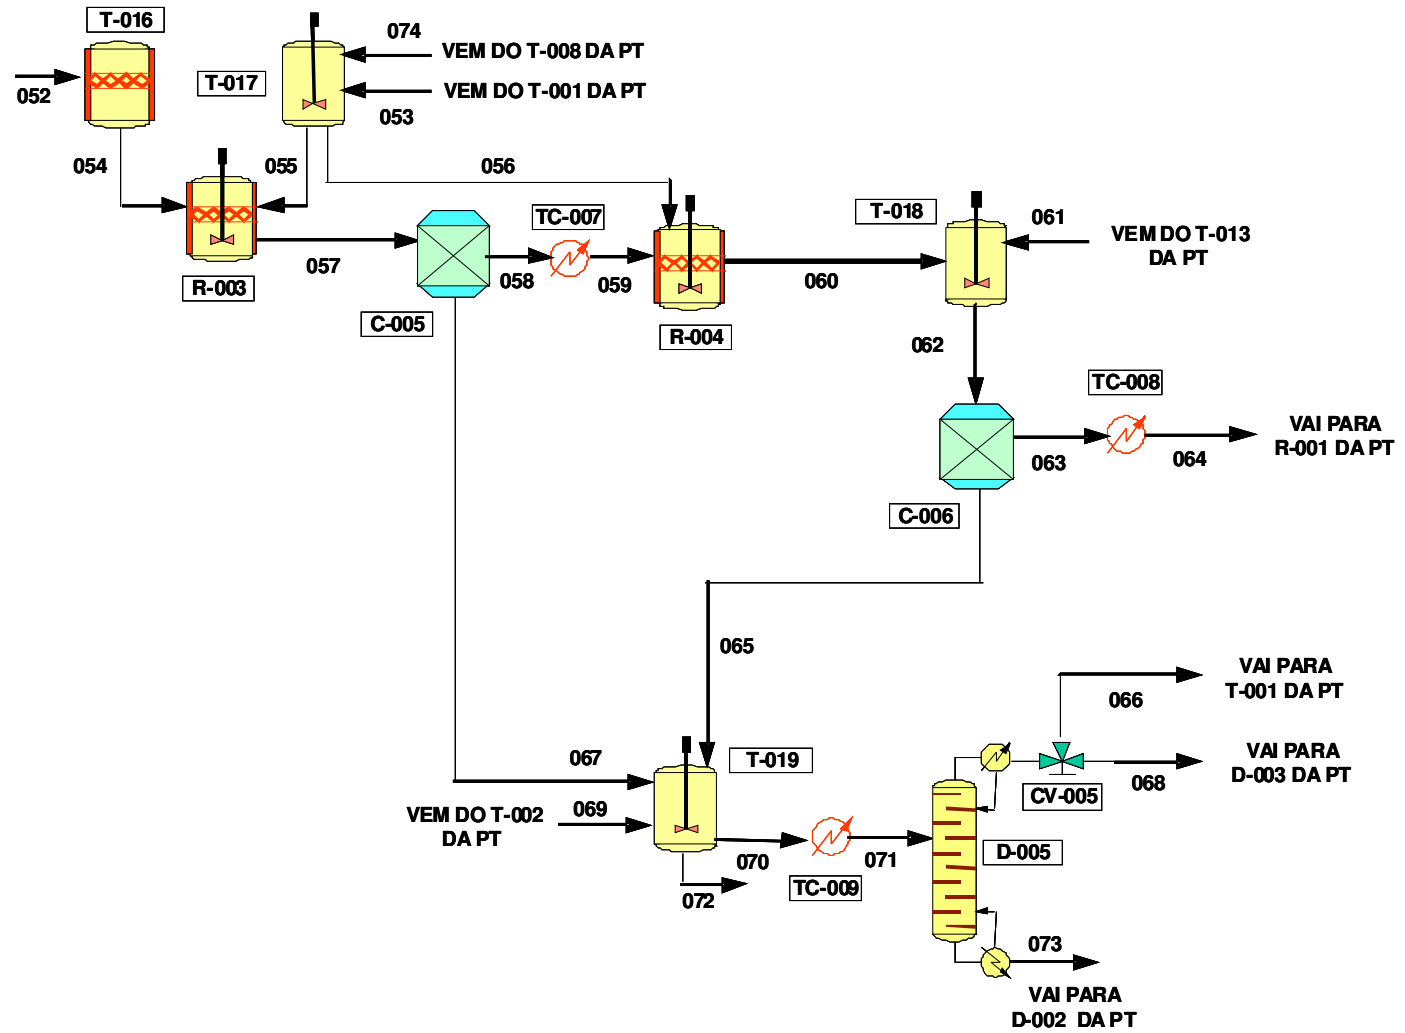 T-016
074
VEM DO T-008 DA PT
T-017
VEM DO T-001 DA PT
052
053
054
055
056
R-003
057
C-005
TC-007
058
059
R-004
060
T-018
061
VEM DO T-013
DA PT
062
TC-008
063
064
VAI PARA
R-001 DA PT
C-006
065
066
VAI PARA
T-001 DA PT
067
T-019
VAI PARA
D-003 DA PT
068
CV-005
069
VEM DO T-002
DA PT
070
071
D-005
072
TC-009
073
VAI PARA
D-002 DA PT